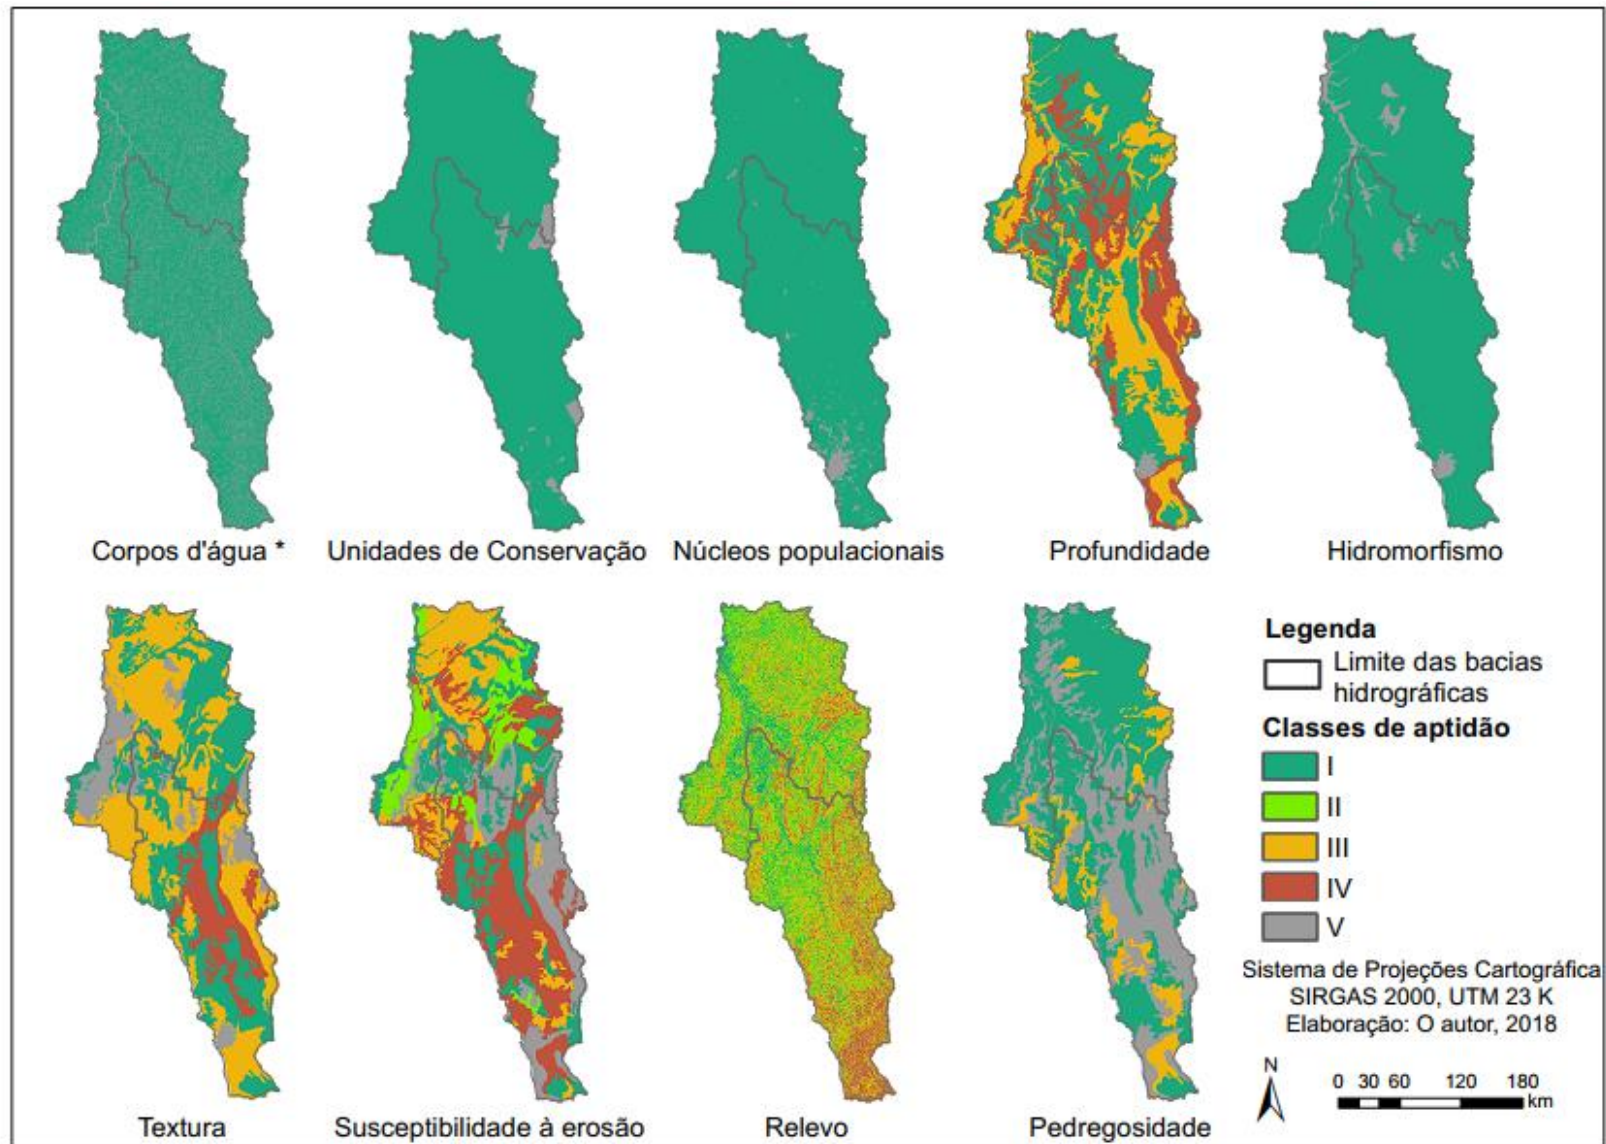 Corpos d'água *
Unidades de Conservação
Núcleos populacionais
Profundidade
Hidromorfismo
Textura
Susceptibilidade à erosão
Relevo
Pedregosidade
Legenda
Limite das bacias
hidrográficas
Classes de aptidão
I
II
III
IV
V
Sistema de Projeções Cartográfica
SIRGAS 2000, UTM 23 K
Elaboração: O autor, 2018
N
0 30 60 120 180
km